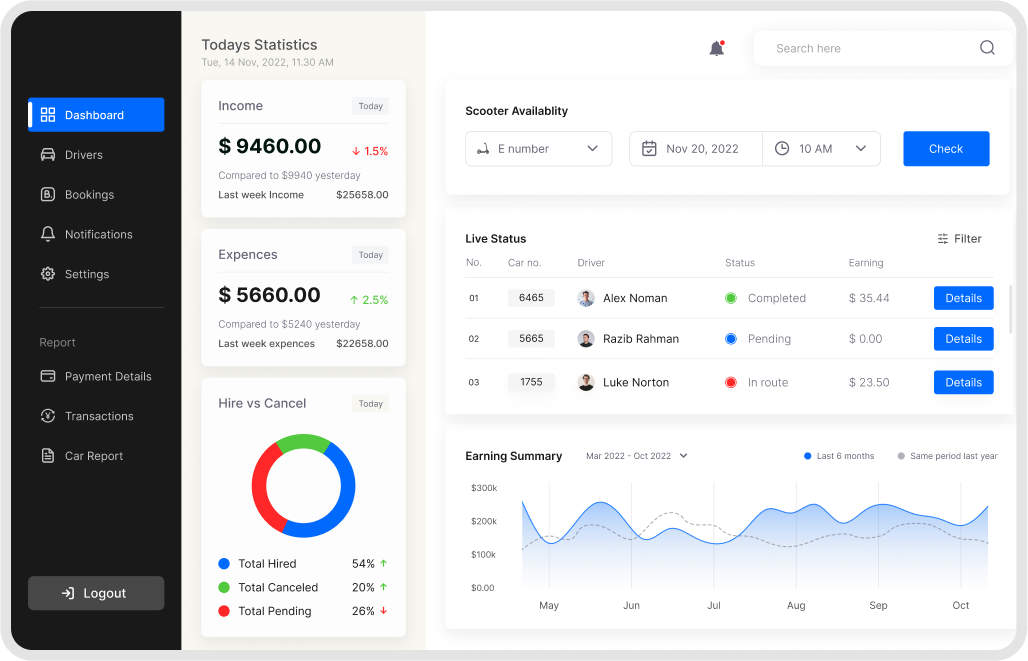 Dashboard
Drivers
Bookings
Notifications
Settings
Report
Payment Details
Transactions
Car Report
Logout
Todays Statistics
Tue, 14 Nov, 2022, 11.30 AM
Income
Today
$ 9460.00
1.5%
Compared to $9940 yesterday
Last week Income $25658.00
Expences
Today
$ 5660.00
2.5%
Compared to $5240 yesterday
Last week expences $22658.00
Hire vs Cancel
Today
Total Hired 54%
Total Canceled 20%
Total Pending 26%
Search here
Scooter Availablity
E number
Nov 20, 2022
10 AM
Check
Live Status
Filter
No. Car no. Driver Status Earning
01 6465 Alex Noman Completed $ 35.44 Details
02 5665 Razib Rahman Pending $ 0.00 Details
03 1755 Luke Norton In route $ 23.50 Details
Earning Summary
Mar 2022 - Oct 2022
Last 6 months
Same period last year
$300k
$200k
$100k
$0.00
May Jun Jul Aug Sep Oct